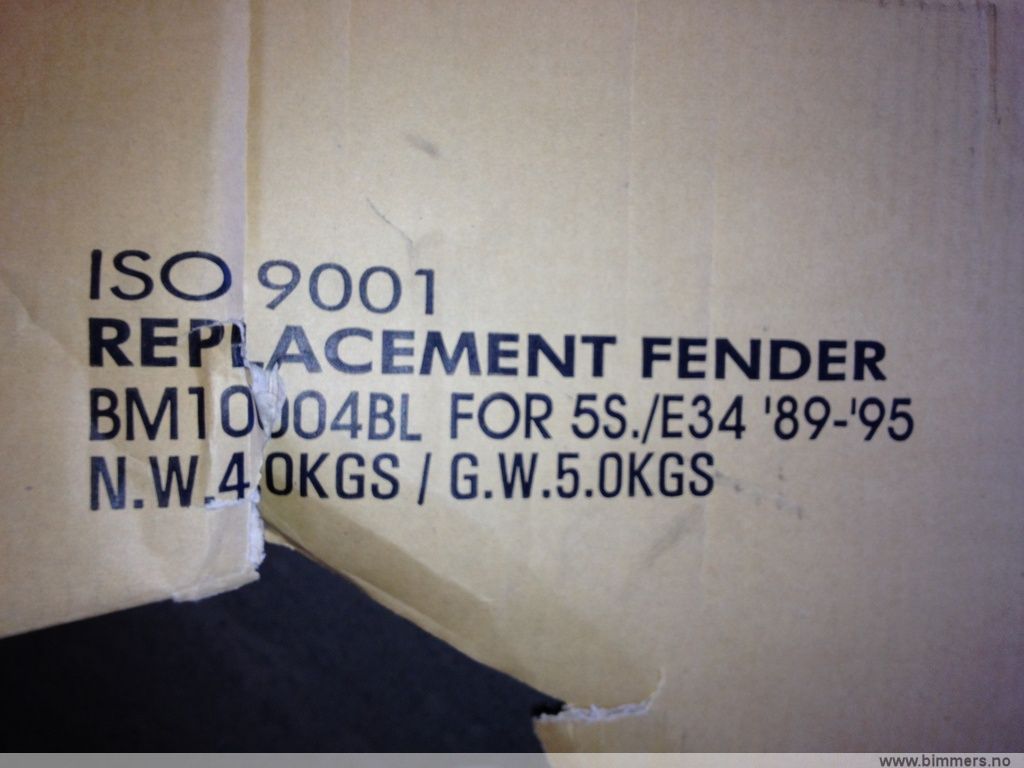 ISO 9001
REPLACEMENT FENDER
BM10004BL FOR 5S./E34 '89-'95
N.W.4.0KGS / G.W.5.0KGS
www.bimmers.no